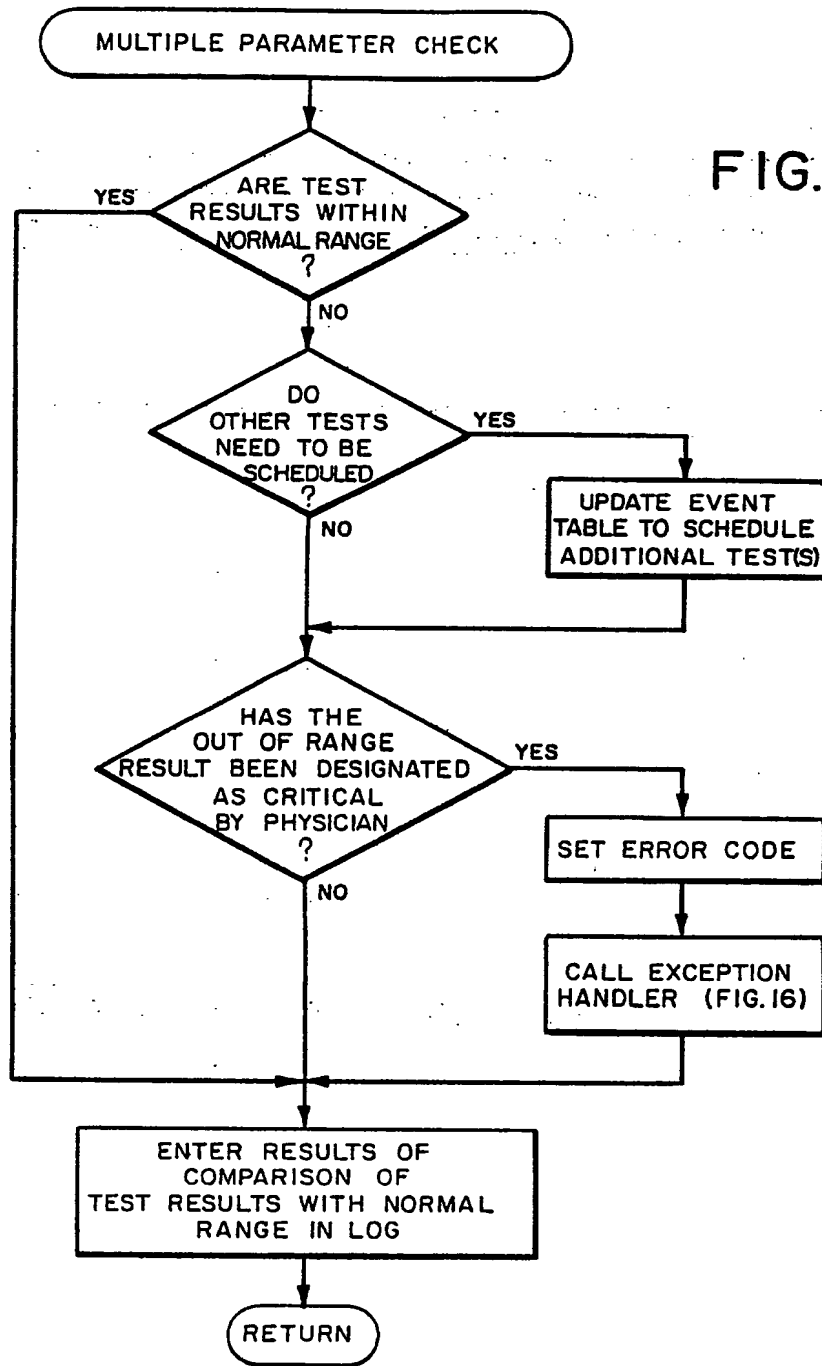 MULTIPLE PARAMETER CHECK
FIG.
ARE TEST
RESULTS WITHIN
NORMAL RANGE
?
YES
NO
DO
OTHER TESTS
NEED TO BE
SCHEDULED
?
YES
NO
UPDATE EVENT
TABLE TO SCHEDULE
ADDITIONAL TEST(S)
HAS THE
OUT OF RANGE
RESULT BEEN DESIGNATED
AS CRITICAL
BY PHYSICIAN
?
YES
NO
SET ERROR CODE
CALL EXCEPTION
HANDLER (FIG.16)
ENTER RESULTS OF
COMPARISON OF
TEST RESULTS WITH NORMAL
RANGE IN LOG
RETURN